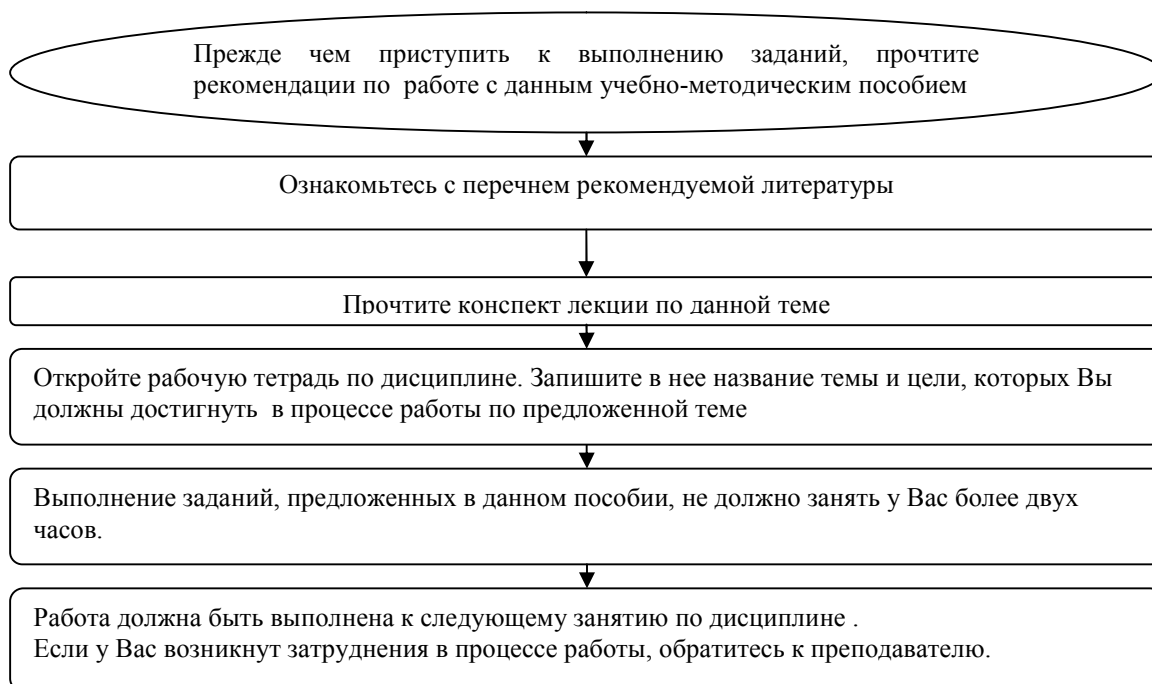 Прежде чем приступить к выполнению заданий, прочтите
рекомендации по работе с данным учебно-методическим пособием
Ознакомьтесь с перечнем рекомендуемой литературы
Прочтите конспект лекции по данной теме
Откройте рабочую тетрадь по дисциплине. Запишите в нее название темы и цели, которых Вы
должны достигнуть в процессе работы по предложенной теме
Выполнение заданий, предложенных в данном пособии, не должно занять у Вас более двух
часов.
Работа должна быть выполнена к следующему занятию по дисциплине .
Если у Вас возникнут затруднения в процессе работы, обратитесь к преподавателю.